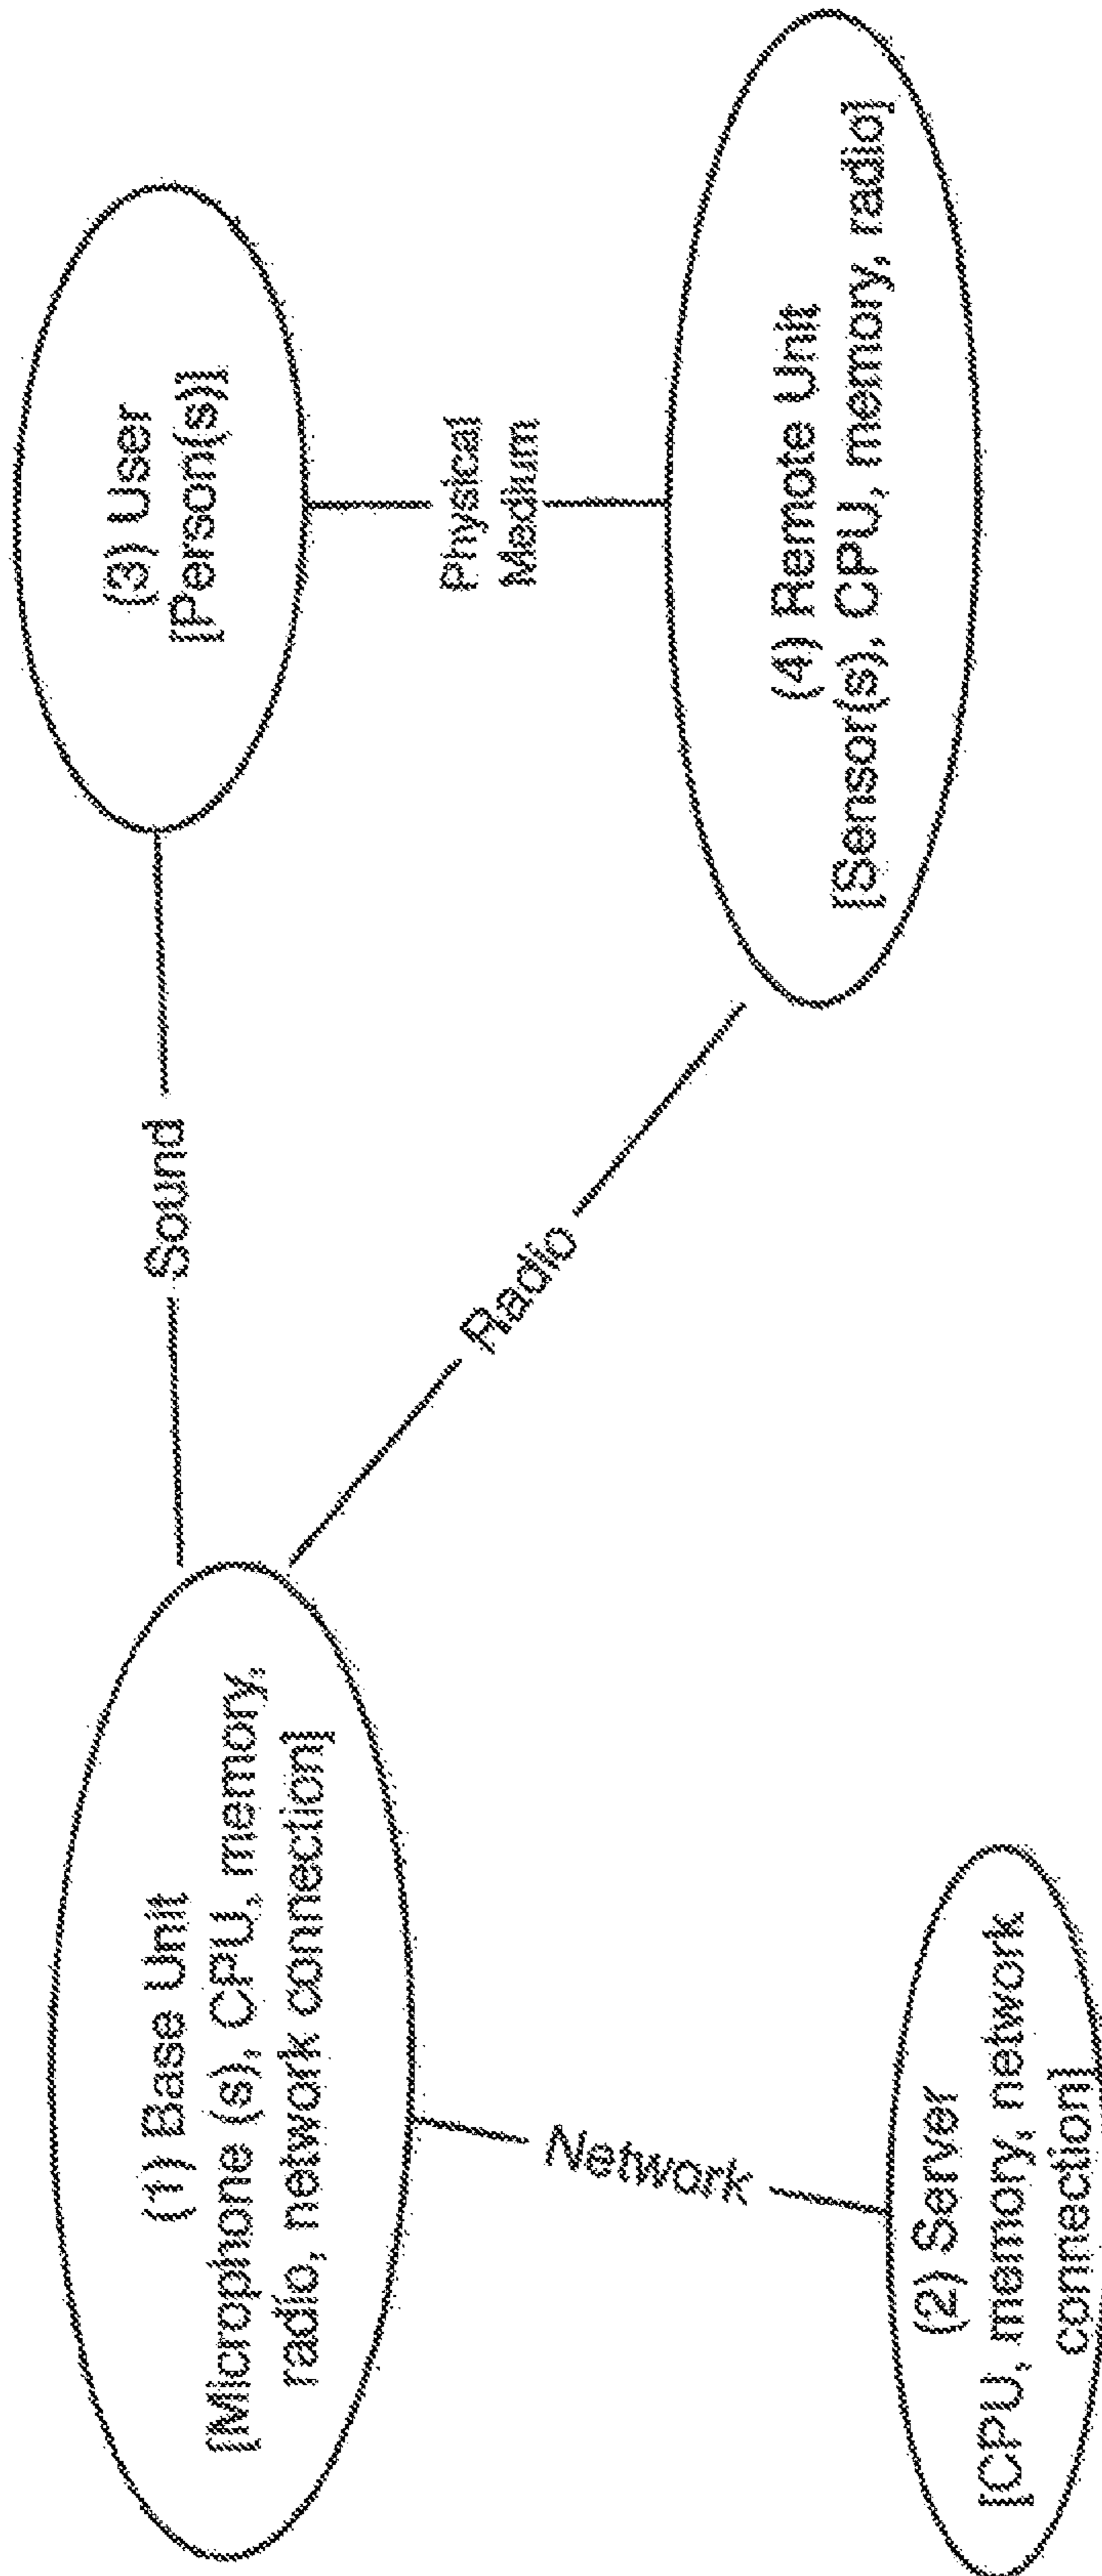 (1) Base Unit
[Microphone (s), CPU, memory,
radio, network connection]
Sound
(3) User
[Person(s)]
Radio
Physical
Medium
Network
(4) Remote Unit
[Sensor(s), CPU, memory, radio]
(2) Server
[CPU, memory, network
connection]